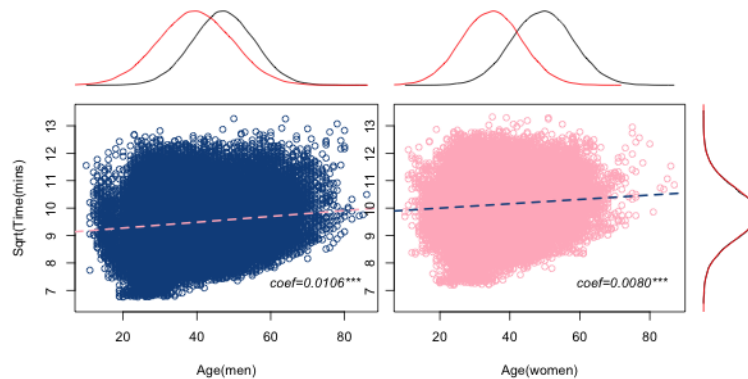 Sqrt(Time(mins)
13
12
11
10
9
8
7
coef=0.0106***
20 40 60 80
Age(men)
13
12
11
10
9
8
7
coef=0.0080***
20 40 60 80
Age(women)